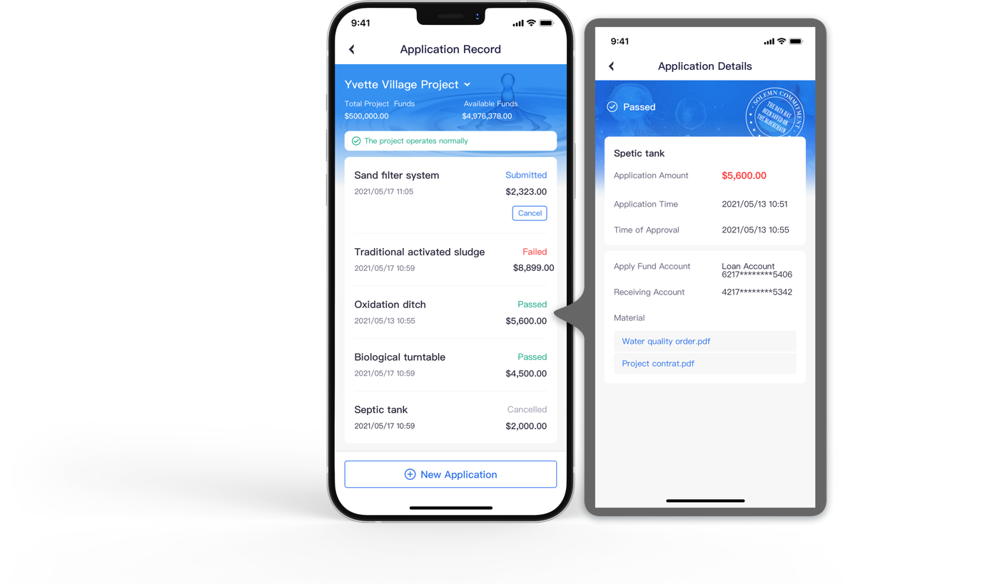 9:41
Application Record
Yvette Village Project
Total Project Funds
Available Funds
$500,000.00
$4,976,378.00
The project operates normally
Sand filter system
Submitted
2021/05/17 11:05
$2,323.00
Cancel
Traditional activated sludge
Failed
2021/05/17 10:59
$8,899.00
Oxidation ditch
Passed
2021/05/13 10:55
$5,600.00
Biological turntable
Passed
2021/05/17 10:59
$4,500.00
Septic tank
Cancelled
2021/05/17 10:59
$2,000.00
New Application
9:41
Application Details
Passed
SOLEMN COMMITMENT
THE DATA HAS
BEEN SAVED ON
THE BLOCKCHAIN
Spetic tank
Application Amount
$5,600.00
Application Time
2021/05/13 10:51
Time of Approval
2021/05/13 10:55
Apply Fund Account
Loan Account
6217********5406
Receiving Account
4217********5342
Material
Water quality order.pdf
Project contrat.pdf